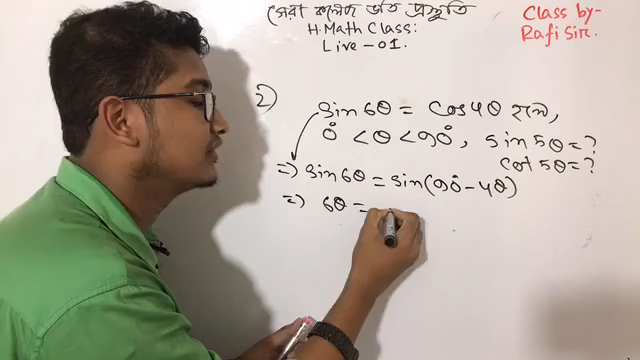 সেরা কলেজ ভর্তি প্রস্তুতি
H. Math Class:
Live-01.
Class by-
Rafi Sir.
২) sin 6θ = cos 4θ হলে,
0° < θ < 90°, sin 5θ = ?
cot 5θ = ?
=> sin 6θ = sin(90° - 4θ)
=> 6θ =